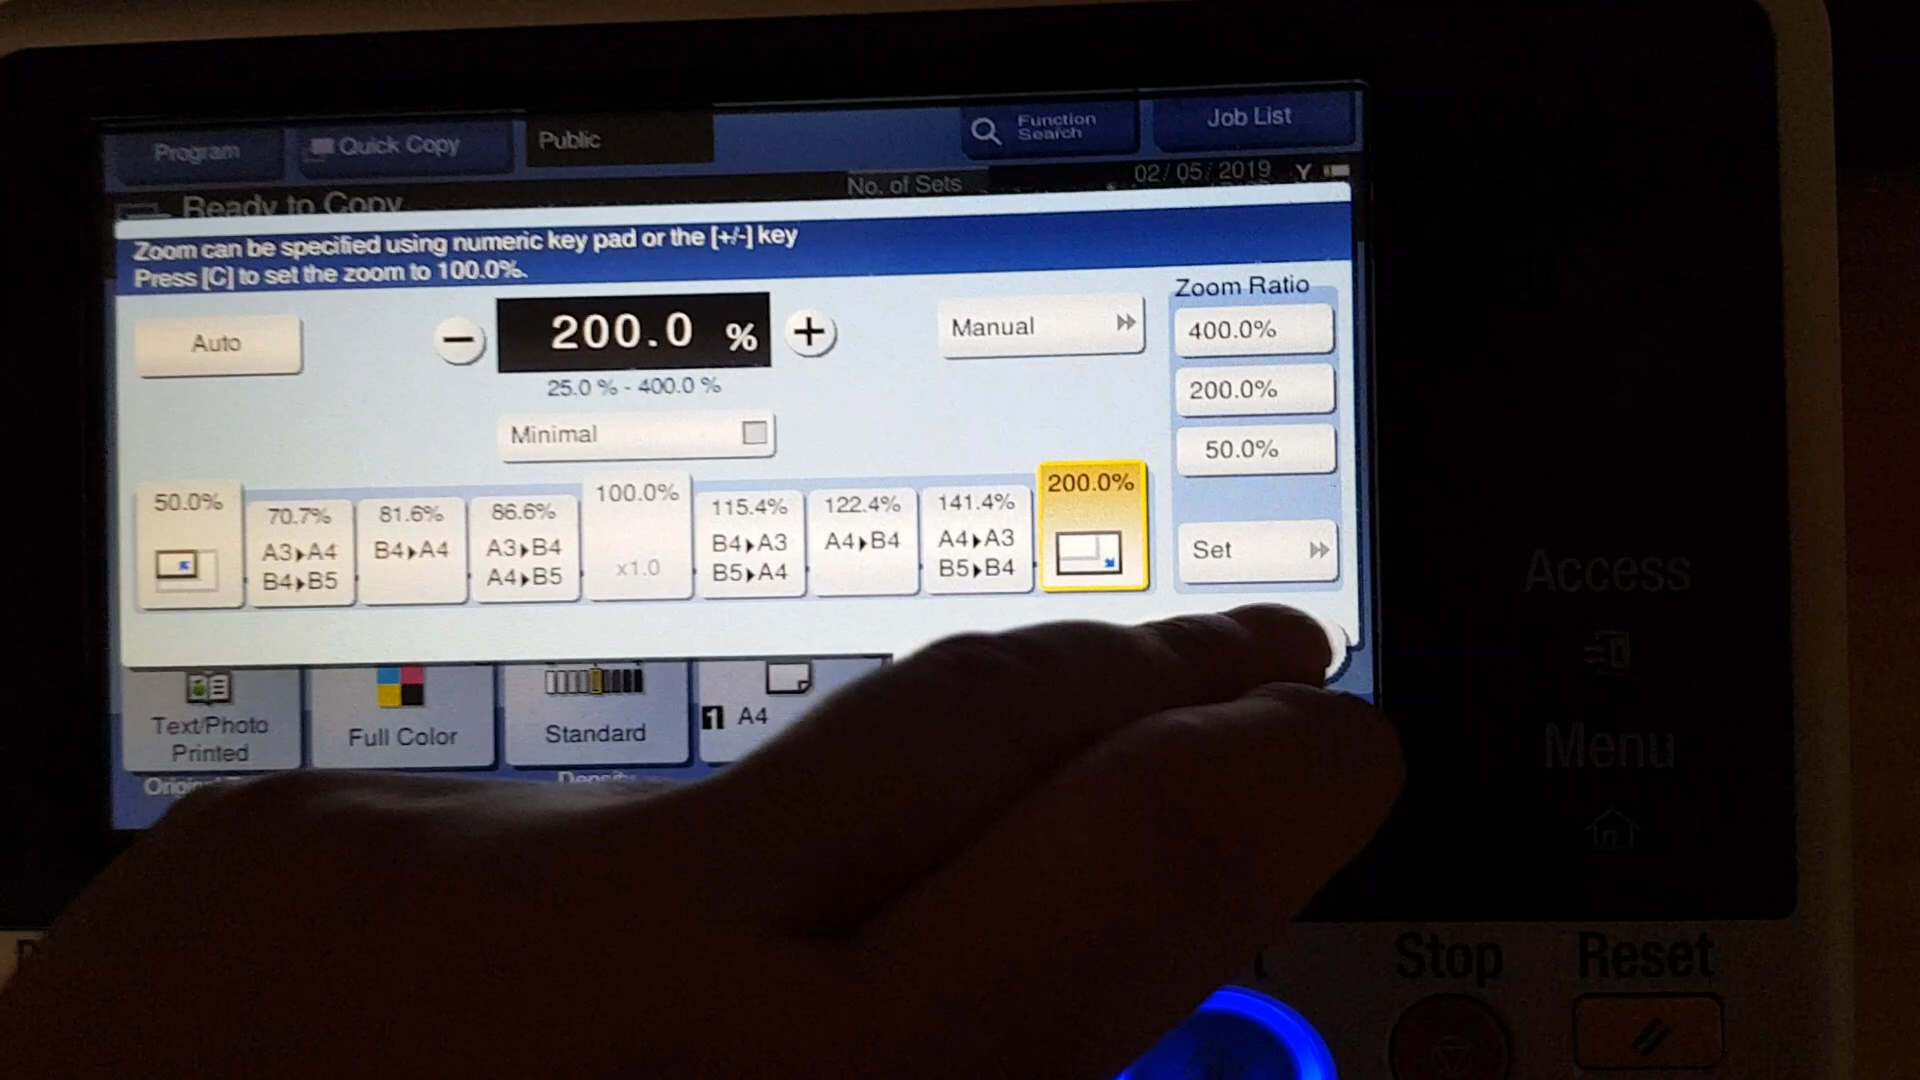 Program
Quick Copy
Public
Function
Search
Job List
Ready to Copy.
No. of Sets
02/05/2019 Y
Zoom can be specified using numeric key pad or the [+/-] key
Press [C] to set the zoom to 100.0%.
Auto
−
200.0 %
+
25.0 % - 400.0 %
Minimal
Manual
Zoom Ratio
400.0%
200.0%
50.0%
Set
50.0%
70.7%
A3▸A4
B4▸B5
81.6%
B4▸A4
86.6%
A3▸B4
A4▸B5
100.0%
x1.0
115.4%
B4▸A3
B5▸A4
122.4%
A4▸B4
141.4%
A4▸A3
B5▸B4
200.0%
Text/Photo
Printed
Full Color
Standard
1 A4
Access
Menu
Stop
Reset